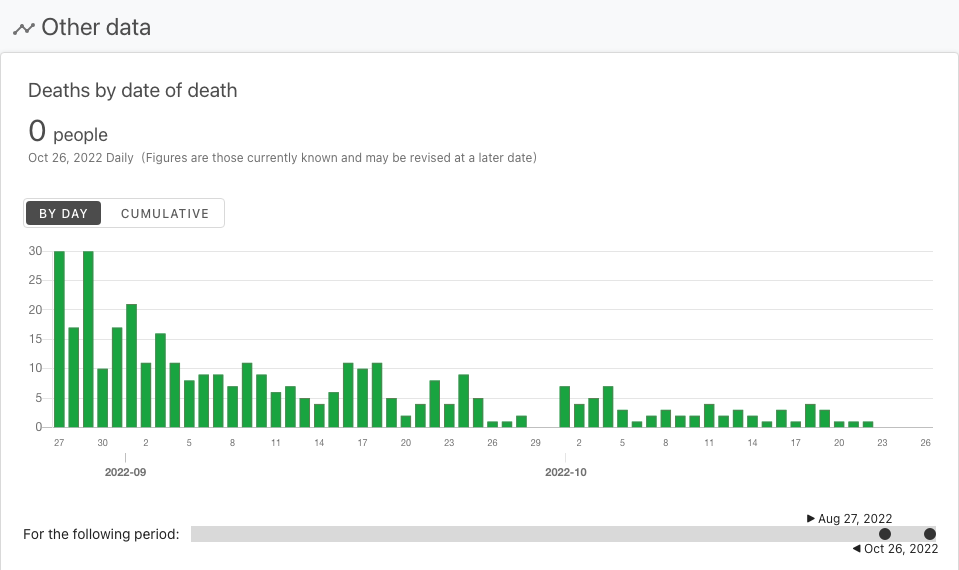 Other data
Deaths by date of death
0 people
Oct 26, 2022 Daily (Figures are those currently known and may be revised at a later date)
BY DAY CUMULATIVE
30
25
20
15
10
5
0
27 30 2 5 8 11 14 17 20 23 26 29 2 5 8 11 14 17 20 23 26
2022-09 2022-10
Aug 27, 2022
For the following period:
Oct 26, 2022